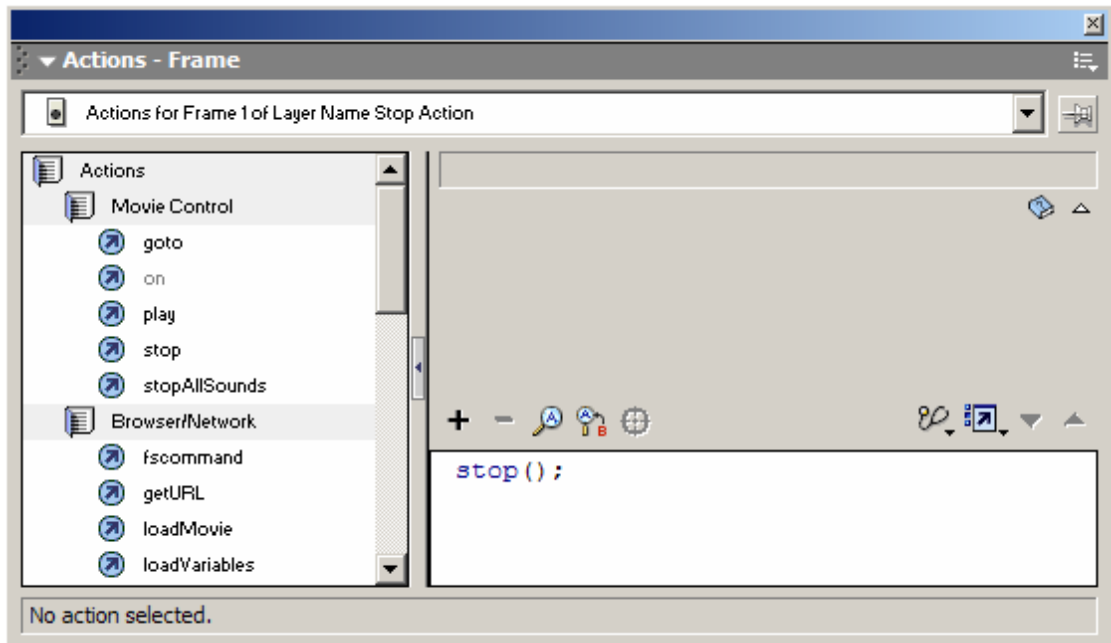 Actions - Frame
Actions for Frame 1 of Layer Name Stop Action
Actions
Movie Control
goto
on
play
stop
stopAllSounds
Browser/Network
fscommand
getURL
loadMovie
loadVariables
stop();
No action selected.